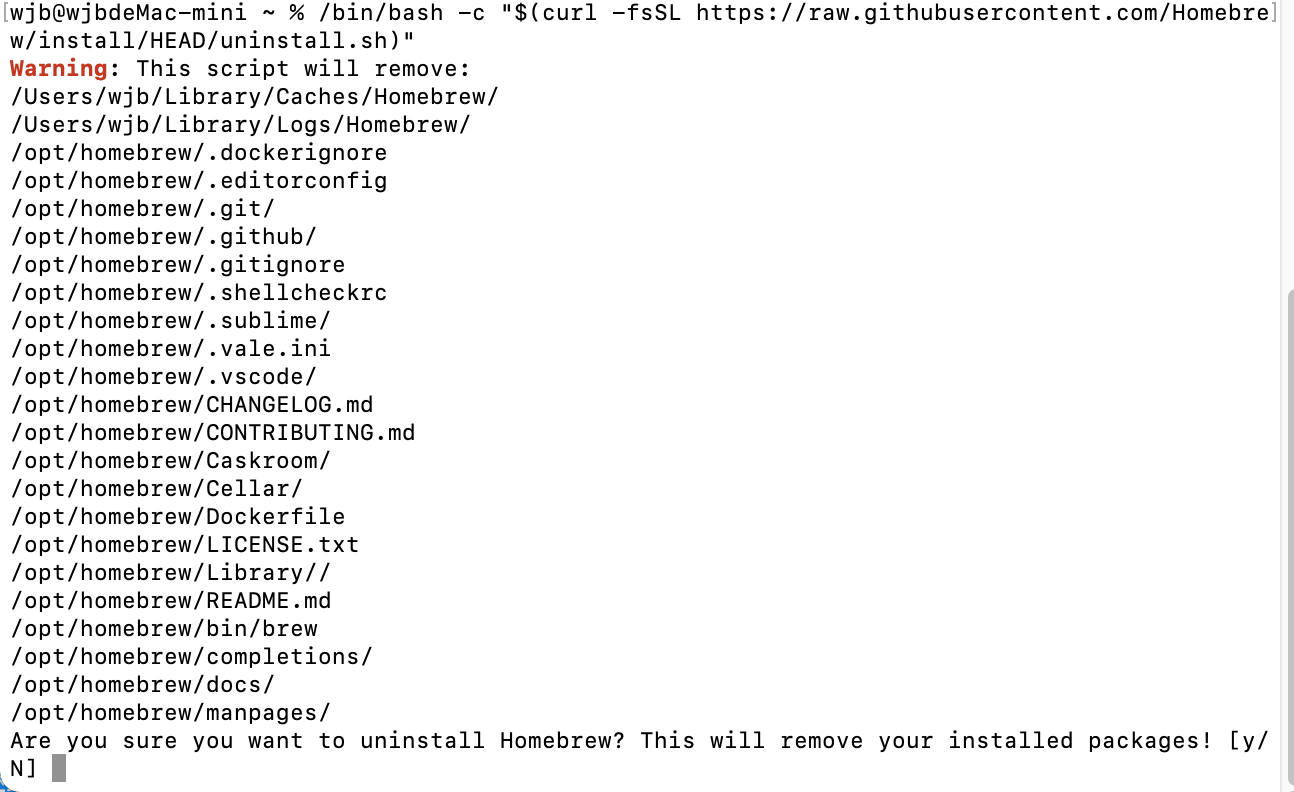 [wjb@wjbdeMac-mini ~ % /bin/bash -c "$(curl -fsSL https://raw.githubusercontent.com/Homebre]
w/install/HEAD/uninstall.sh)"
Warning: This script will remove:
/Users/wjb/Library/Caches/Homebrew/
/Users/wjb/Library/Logs/Homebrew/
/opt/homebrew/.dockerignore
/opt/homebrew/.editorconfig
/opt/homebrew/.git/
/opt/homebrew/.github/
/opt/homebrew/.gitignore
/opt/homebrew/.shellcheckrc
/opt/homebrew/.sublime/
/opt/homebrew/.vale.ini
/opt/homebrew/.vscode/
/opt/homebrew/CHANGELOG.md
/opt/homebrew/CONTRIBUTING.md
/opt/homebrew/Caskroom/
/opt/homebrew/Cellar/
/opt/homebrew/Dockerfile
/opt/homebrew/LICENSE.txt
/opt/homebrew/Library//
/opt/homebrew/README.md
/opt/homebrew/bin/brew
/opt/homebrew/completions/
/opt/homebrew/docs/
/opt/homebrew/manpages/
Are you sure you want to uninstall Homebrew? This will remove your installed packages! [y/
N]